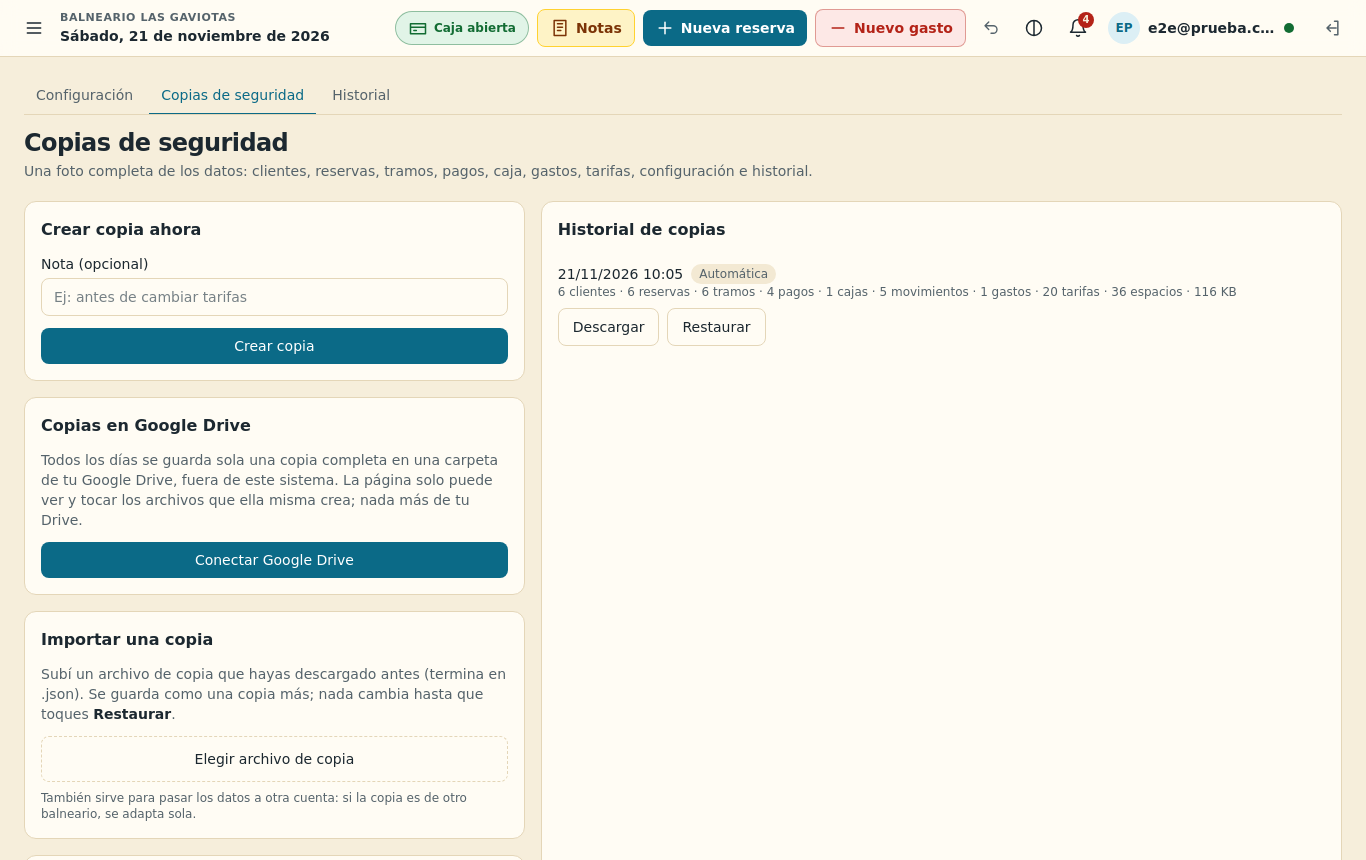 BALNEARIO LAS GAVIOTAS
Sábado, 21 de noviembre de 2026
Caja abierta
Notas
Nueva reserva
Nuevo gasto
4
EP
e2e@prueba.c...
Configuración
Copias de seguridad
Historial
Copias de seguridad
Una foto completa de los datos: clientes, reservas, tramos, pagos, caja, gastos, tarifas, configuración e historial.
Crear copia ahora
Nota (opcional)
Ej: antes de cambiar tarifas
Crear copia
Copias en Google Drive
Todos los días se guarda sola una copia completa en una carpeta
de tu Google Drive, fuera de este sistema. La página solo puede
ver y tocar los archivos que ella misma crea; nada más de tu
Drive.
Conectar Google Drive
Importar una copia
Subí un archivo de copia que hayas descargado antes (termina en
.json). Se guarda como una copia más; nada cambia hasta que
toques Restaurar.
Elegir archivo de copia
También sirve para pasar los datos a otra cuenta: si la copia es de otro
balneario, se adapta sola.
Historial de copias
21/11/2026 10:05 Automática
6 clientes · 6 reservas · 6 tramos · 4 pagos · 1 cajas · 5 movimientos · 1 gastos · 20 tarifas · 36 espacios · 116 KB
Descargar
Restaurar